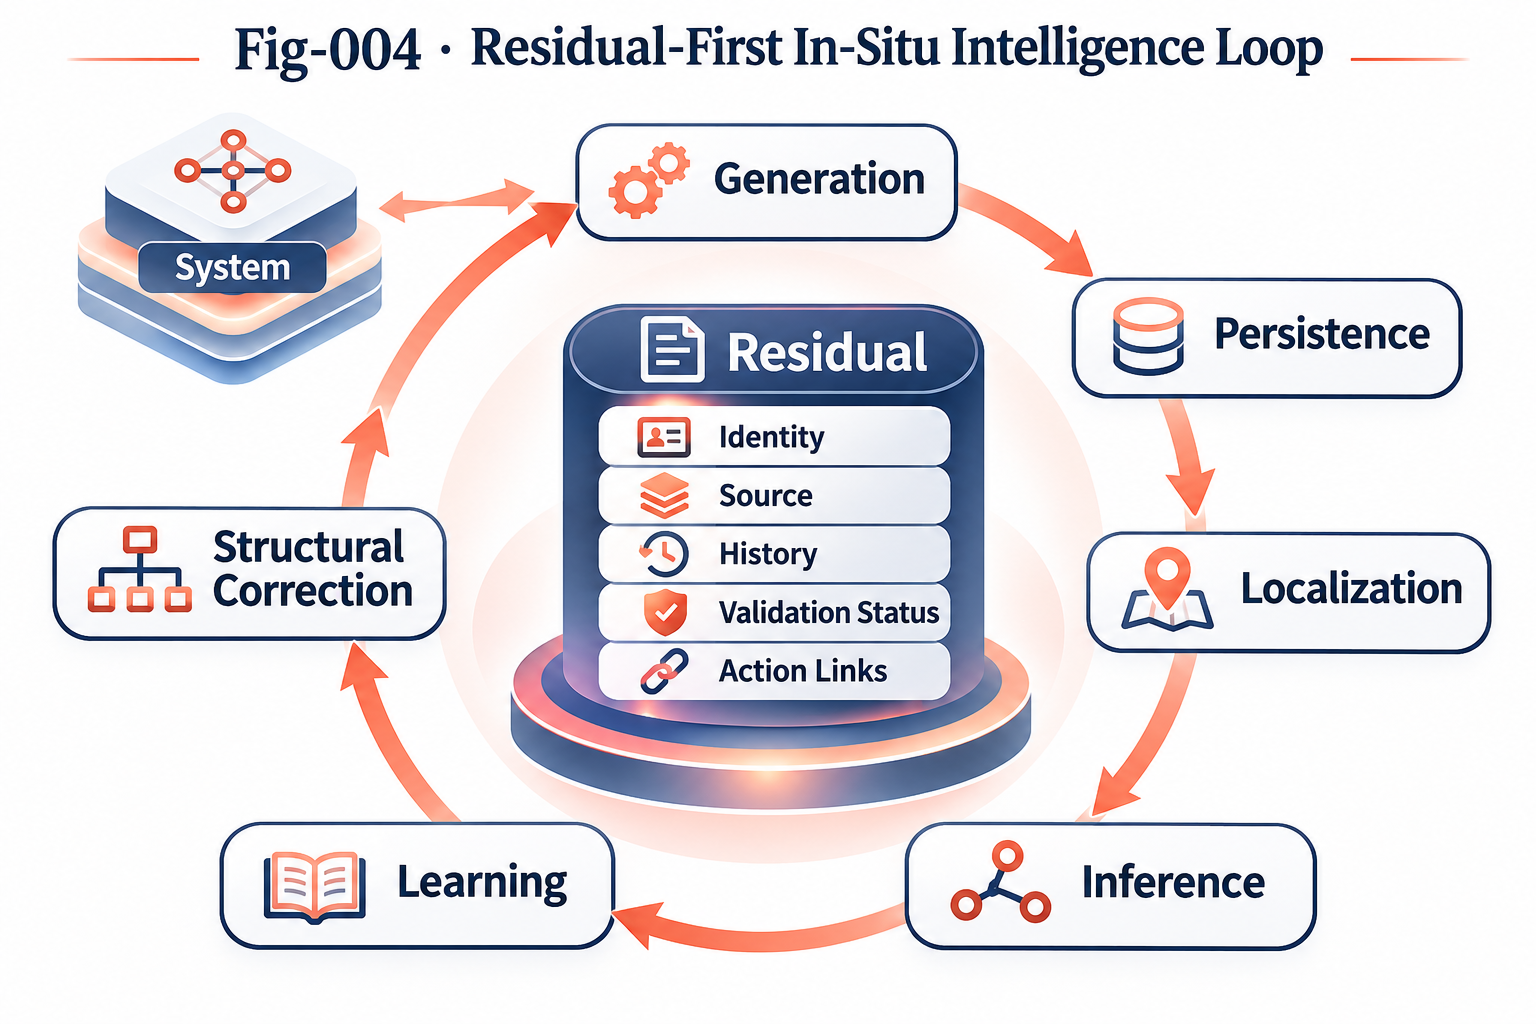 Fig-004 · Residual-First In-Situ Intelligence Loop
System
Generation
Persistence
Localization
Inference
Learning
Structural
Correction
Residual
Identity
Source
History
Validation Status
Action Links